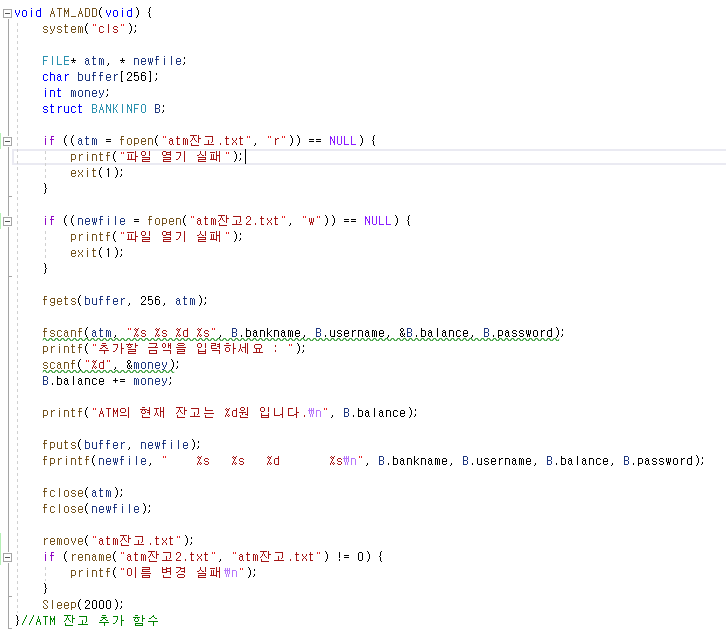 void ATM_ADD(void) {
    system("cls");

    FILE* atm, * newfile;
    char buffer[256];
    int money;
    struct BANKINFO B;

    if ((atm = fopen("atm잔고.txt", "r")) == NULL) {
        printf("파일 열기 실패");
        exit(1);
    }

    if ((newfile = fopen("atm잔고2.txt", "w")) == NULL) {
        printf("파일 열기 실패");
        exit(1);
    }

    fgets(buffer, 256, atm);

    fscanf(atm, "%s %s %d %s", B.bankname, B.username, &B.balance, B.password);
    printf("추가할 금액을 입력하세요 : ");
    scanf("%d", &money);
    B.balance += money;

    printf("ATM의 현재 잔고는 %d원 입니다.₩n", B.balance);

    fputs(buffer, newfile);
    fprintf(newfile, "    %s   %s   %d       %s₩n", B.bankname, B.username, B.balance, B.password);

    fclose(atm);
    fclose(newfile);

    remove("atm잔고.txt");
    if (rename("atm잔고2.txt", "atm잔고.txt") != 0) {
        printf("이름 변경 실패₩n");
    }
    Sleep(2000);
}//ATM 잔고 추가 함수